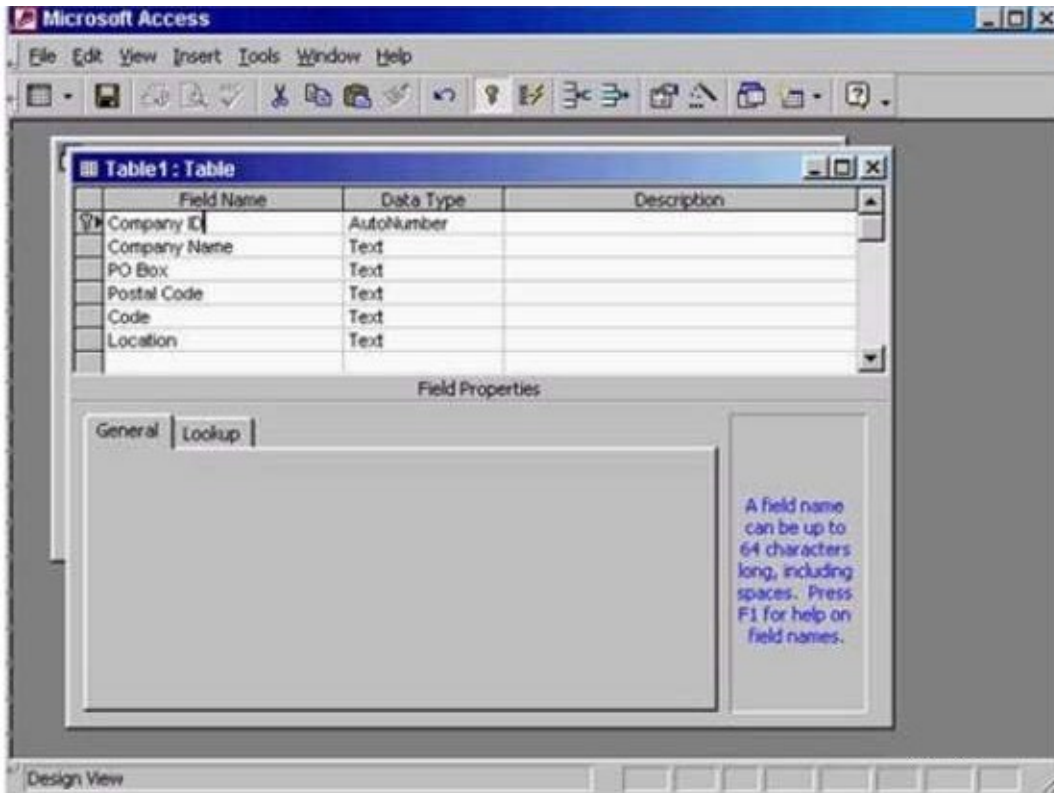 Microsoft Access
File Edit View Insert Tools Window Help
Table1 : Table
Field Name Data Type Description
Company ID AutoNumber
Company Name Text
PO Box Text
Postal Code Text
Code Text
Location Text
Field Properties
General Lookup
A field name
can be up to
64 characters
long, including
spaces. Press
F1 for help on
field names.
Design View